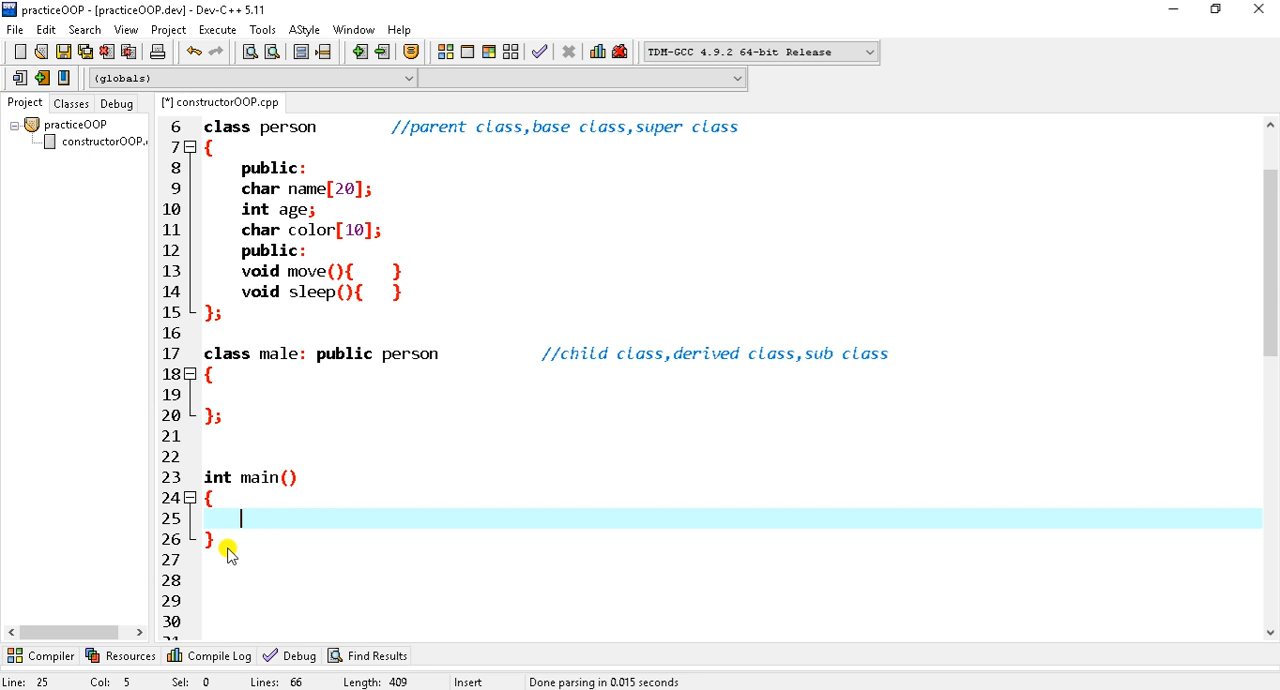 practiceOOP - [practiceOOP.dev] - Dev-C++ 5.11
File Edit Search View Project Execute Tools AStyle Window Help
TDM-GCC 4.9.2 64-bit Release
(globals)
Project Classes Debug
[*] constructorOOP.cpp
practiceOOP
constructorOOP.
6 class person //parent class,base class,super class
7 {
8 public:
9 char name[20];
10 int age;
11 char color[10];
12 public:
13 void move(){ }
14 void sleep(){ }
15 };
16
17 class male: public person //child class,derived class,sub class
18 {
19
20 };
21
22
23 int main()
24 {
25
26 }
27
28
29
30
31
Compiler Resources Compile Log Debug Find Results
Line: 25 Col: 5 Sel: 0 Lines: 66 Length: 409 Insert Done parsing in 0.015 seconds